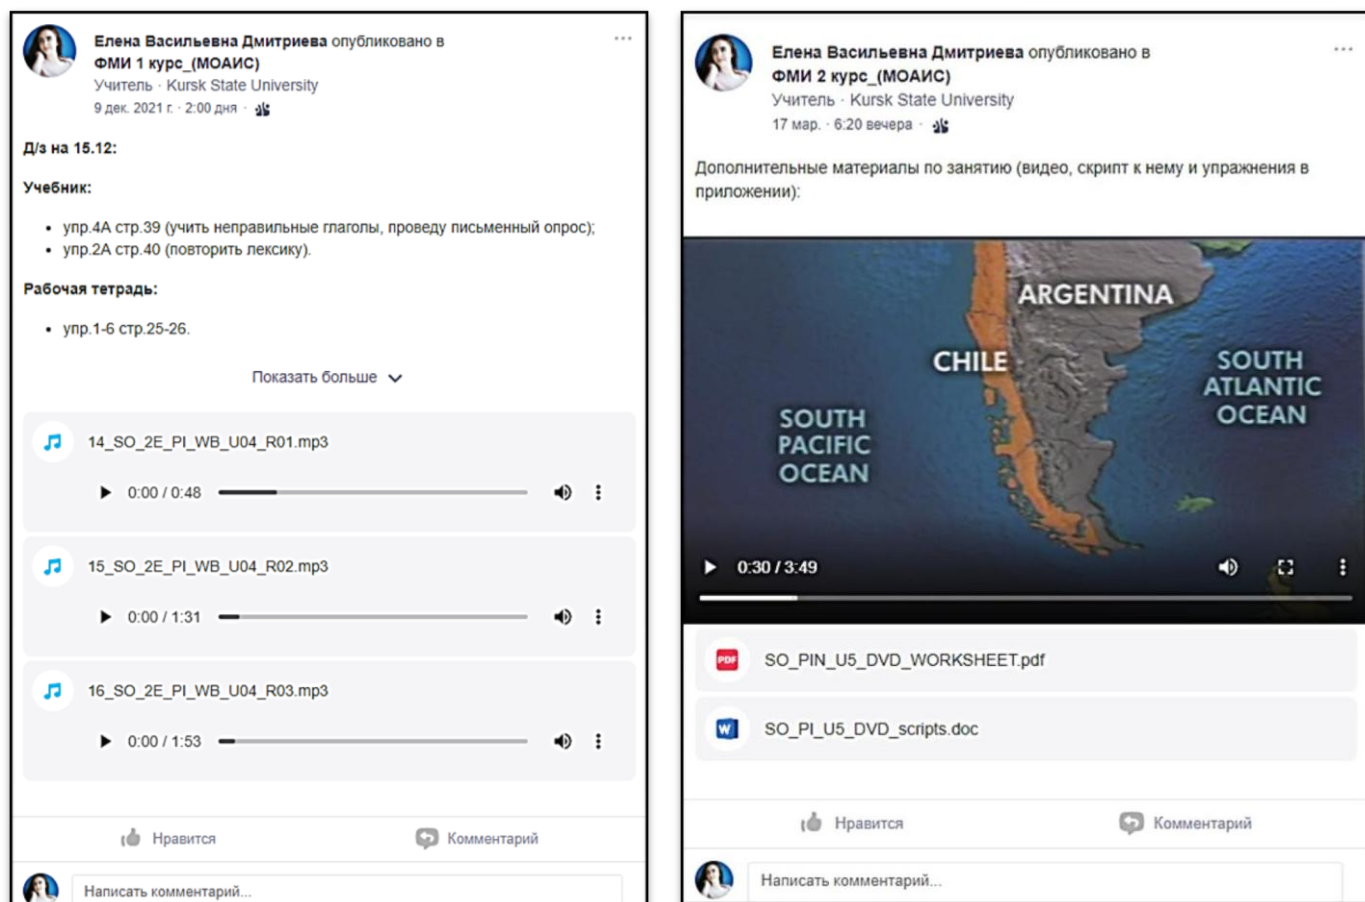 Елена Васильевна Дмитриева опубликовано в
ФМИ 1 курс_(МОАИС)
Учитель · Kursk State University
9 дек. 2021 г. · 2:00 дня ·
Д/з на 15.12:
Учебник:
• упр.4А стр.39 (учить неправильные глаголы, проведу письменный опрос);
• упр.2А стр.40 (повторить лексику).
Рабочая тетрадь:
• упр.1-6 стр.25-26.
Показать больше
14_SO_2E_PI_WB_U04_R01.mp3
0:00 / 0:48
15_SO_2E_PI_WB_U04_R02.mp3
0:00 / 1:31
16_SO_2E_PI_WB_U04_R03.mp3
0:00 / 1:53
Нравится
Комментарий
Написать комментарий...
Елена Васильевна Дмитриева опубликовано в
ФМИ 2 курс_(МОАИС)
Учитель · Kursk State University
17 мар. · 6:20 вечера ·
Дополнительные материалы по занятию (видео, скрипт к нему и упражнения в
приложении):
ARGENTINA
CHILE
SOUTH
ATLANTIC
OCEAN
SOUTH
PACIFIC
OCEAN
0:30 / 3:49
PDF
SO_PIN_U5_DVD_WORKSHEET.pdf
W
SO_PI_U5_DVD_scripts.doc
Нравится
Комментарий
Написать комментарий...